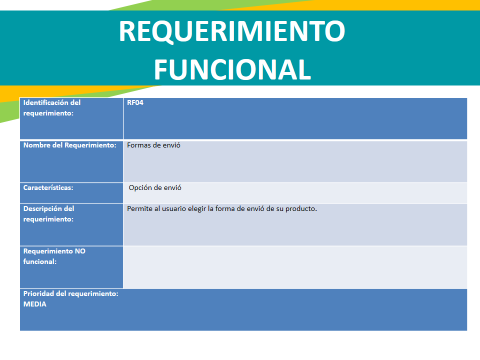 REQUERIMIENTO
FUNCIONAL
Identificación del
requerimiento:
RF04
Nombre del Requerimiento:
Formas de envió
Características:
Opción de envió
Descripción del
requerimiento:
Permite al usuario elegir la forma de envió de su producto.
Requerimiento NO
funcional:
Prioridad del requerimiento:
MEDIA